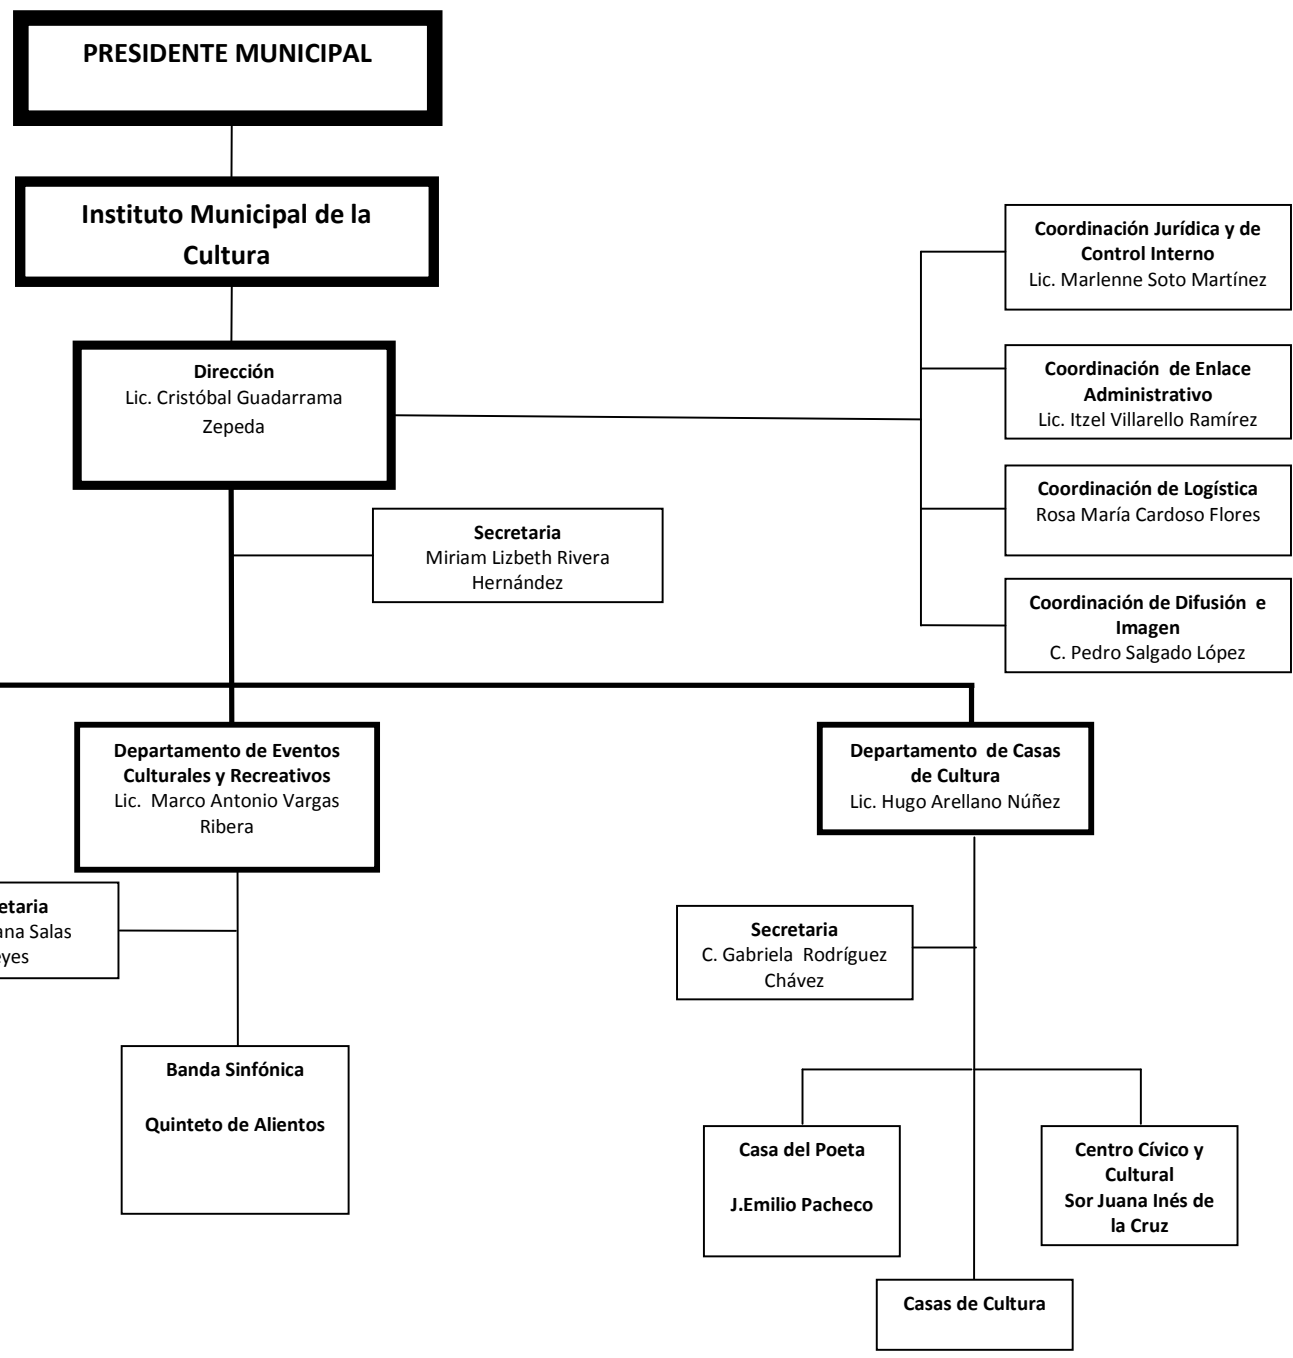 PRESIDENTE MUNICIPAL
Instituto Municipal de la
Cultura
Coordinación Jurídica y de
Control Interno
Lic. Marlenne Soto Martínez
Dirección
Lic. Cristóbal Guadarrama
Zepeda
Coordinación de Enlace
Administrativo
Lic. Itzel Villarello Ramírez
Coordinación de Logística
Rosa María Cardoso Flores
Secretaria
Miriam Lizbeth Rivera
Hernández
Coordinación de Difusión e
Imagen
C. Pedro Salgado López
Departamento de Eventos
Culturales y Recreativos
Lic. Marco Antonio Vargas
Ribera
Departamento de Casas
de Cultura
Lic. Hugo Arellano Núñez
etaria
ana Salas
eyes
Secretaria
C. Gabriela Rodríguez
Chávez
Banda Sinfónica
Quinteto de Alientos
Casa del Poeta
J.Emilio Pacheco
Centro Cívico y
Cultural
Sor Juana Inés de
la Cruz
Casas de Cultura